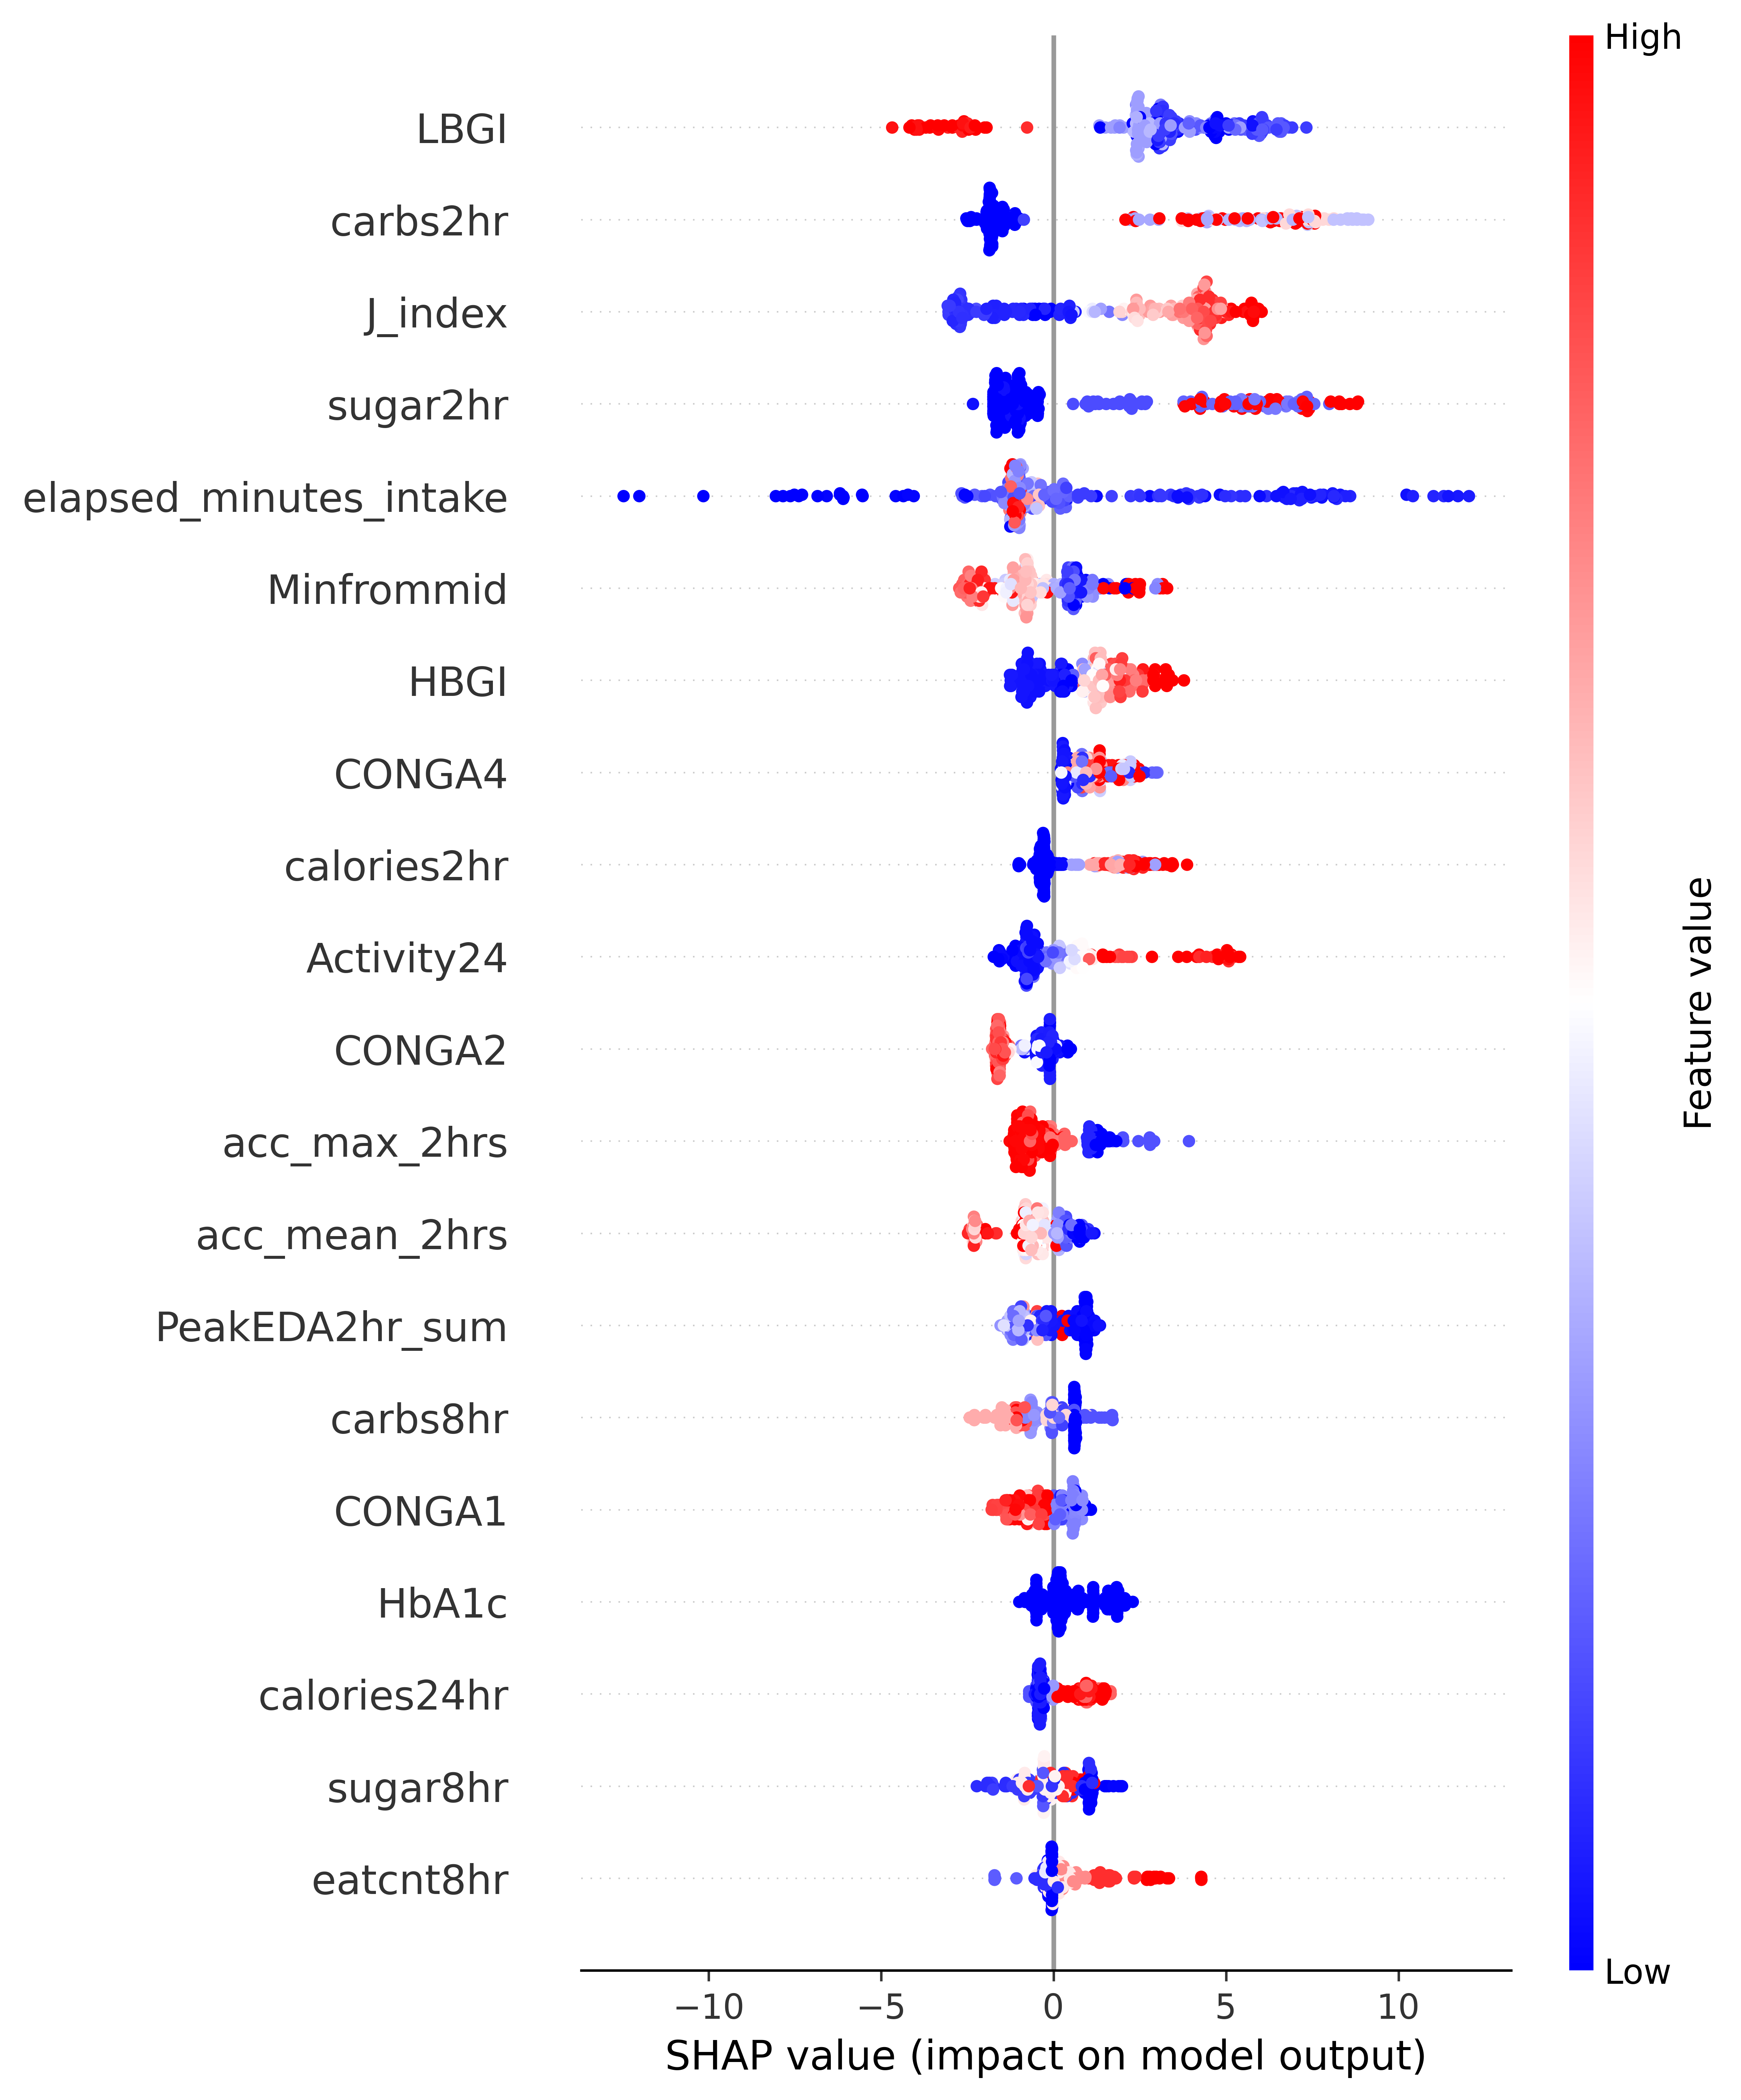 High
LBGI
carbs2hr
J_index
sugar2hr
elapsed_minutes_intake
Minfrommid
HBGI
CONGA4
calories2hr
Activity24
CONGA2
acc_max_2hrs
acc_mean_2hrs
PeakEDA2hr_sum
carbs8hr
CONGA1
HbA1c
calories24hr
sugar8hr
eatcnt8hr
Feature value
Low
−10 −5 0 5 10
SHAP value (impact on model output)